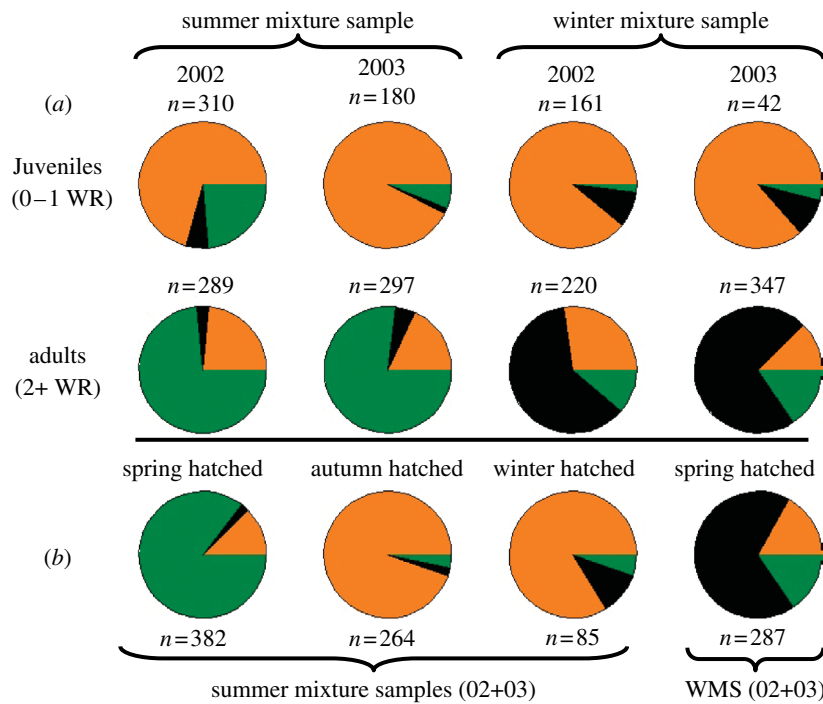 summer mixture sample winter mixture sample
2002 2003 2002 2003
(a) n=310 n=180 n=161 n=42
Juveniles
(0–1 WR)
n=289 n=297 n=220 n=347
adults
(2+ WR)
spring hatched autumn hatched winter hatched spring hatched
(b)
n=382 n=264 n=85 n=287
summer mixture samples (02+03) WMS (02+03)